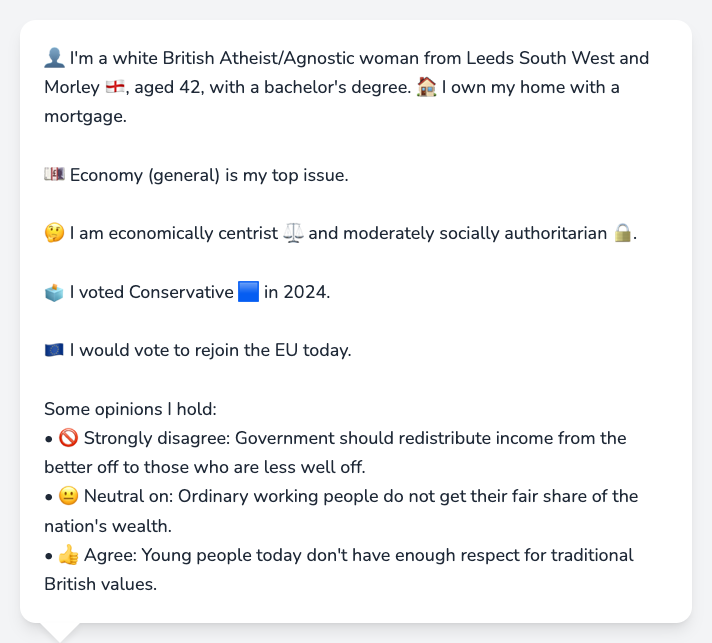 👤 I'm a white British Atheist/Agnostic woman from Leeds South West and
Morley 🏴󠁧󠁢󠁥󠁮󠁧󠁿, aged 42, with a bachelor's degree. 🏠 I own my home with a
mortgage.
💷 Economy (general) is my top issue.
🤔 I am economically centrist ⚖️ and moderately socially authoritarian 🔒.
🗳️ I voted Conservative 🟦 in 2024.
🇪🇺 I would vote to rejoin the EU today.
Some opinions I hold:
• 🚫 Strongly disagree: Government should redistribute income from the
better off to those who are less well off.
• 😐 Neutral on: Ordinary working people do not get their fair share of the
nation's wealth.
• 👍 Agree: Young people today don't have enough respect for traditional
British values.